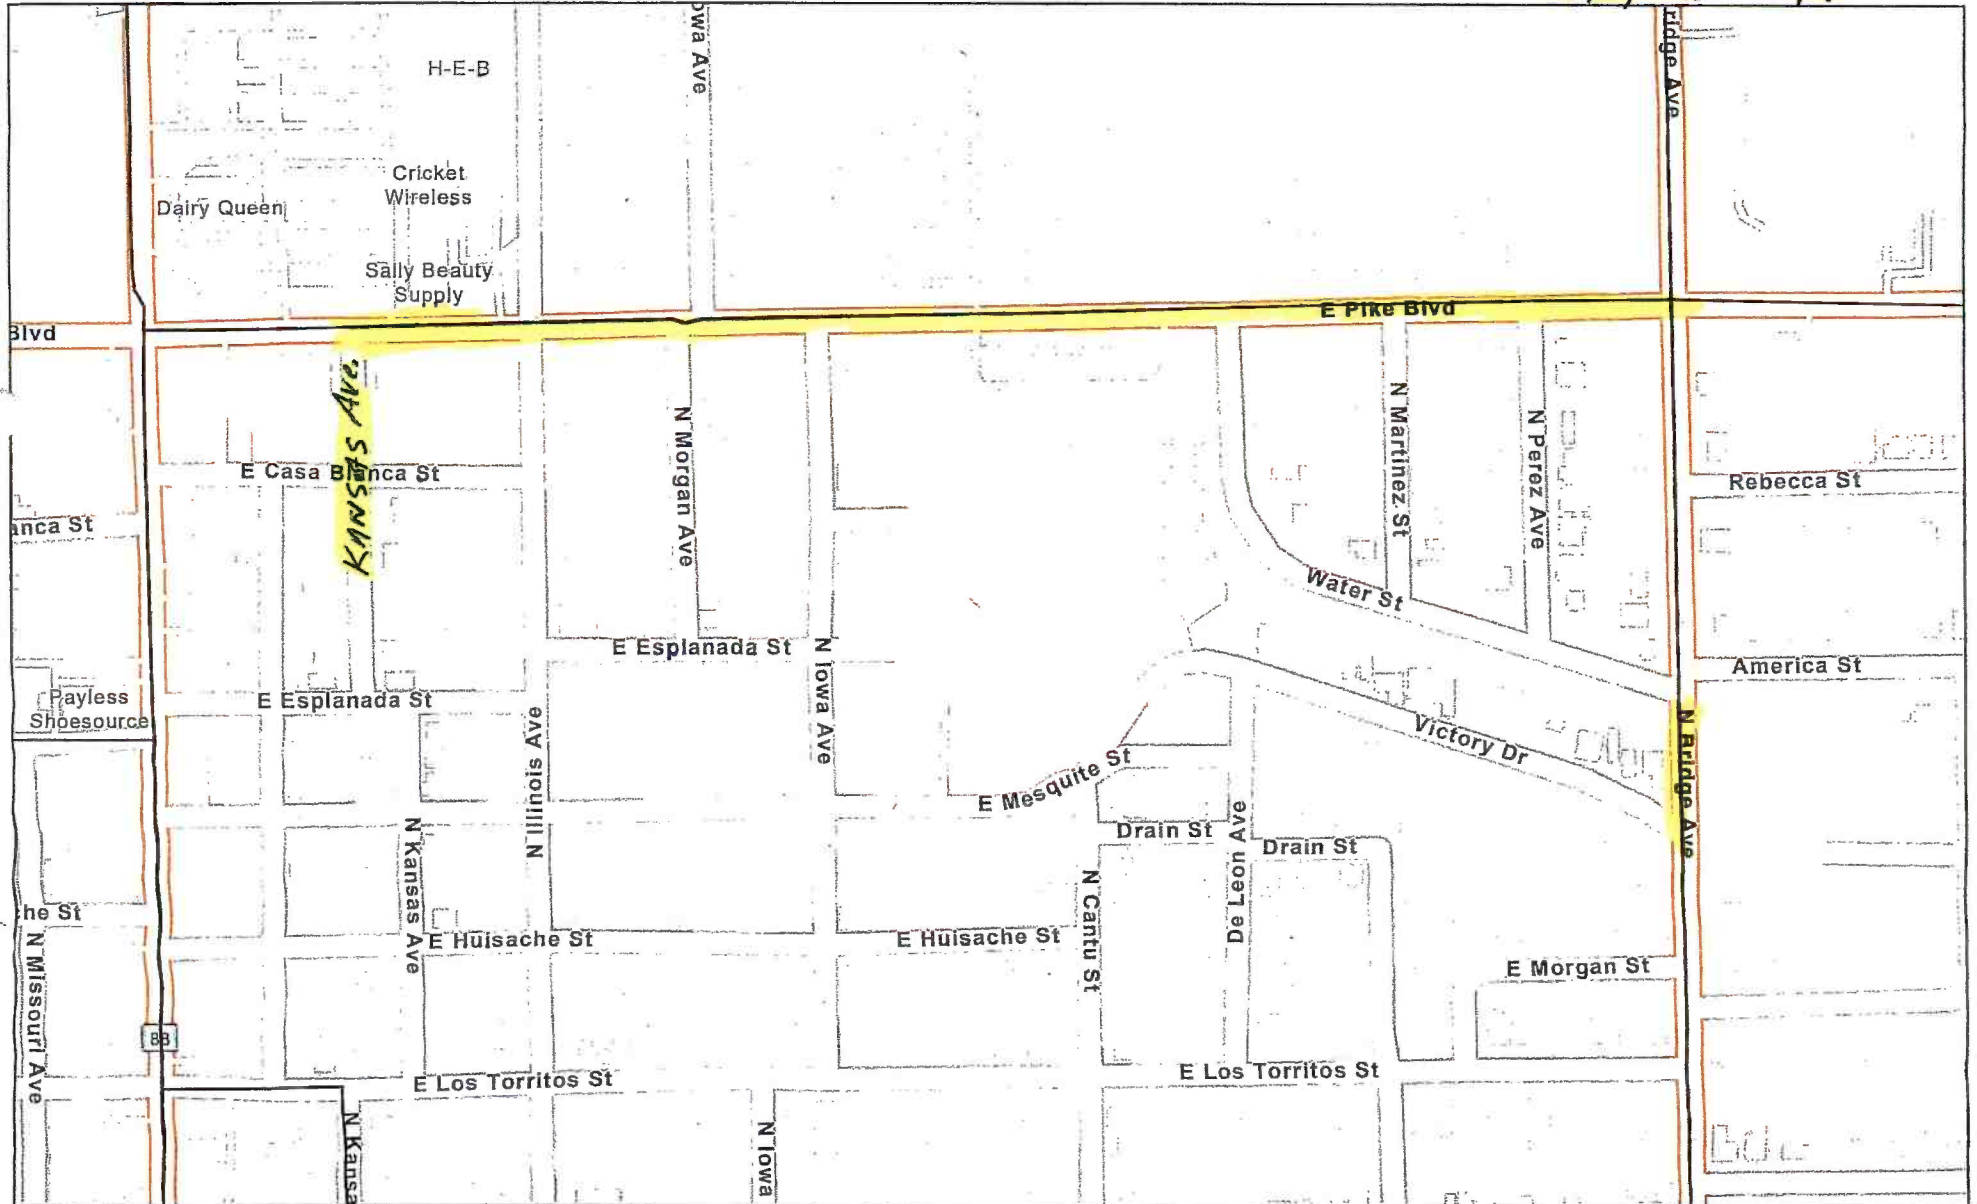 H-E-B
owa Ave
ridge Ave
Cricket
Wireless
Dairy Queen
Sally Beauty
Supply
E Pike Blvd
Blvd
KANSAS Ave.
N Morgan Ave
N Martinez St
N Perez Ave
E Casa Blanca St
Rebecca St
anca St
Water St
E Esplanada St
N Iowa Ave
America St
Payless
Shoesource
E Esplanada St
N Illinois Ave
Victory Dr
N Bridge Ave
E Mesquite St
Drain St
De Leon Ave
Drain St
N Kansas Ave
N Cantu St
he St
N Missouri Ave
E Huisache St
E Huisache St
E Morgan St
88
E Los Torritos St
E Los Torritos St
N Kansa
N Iowa